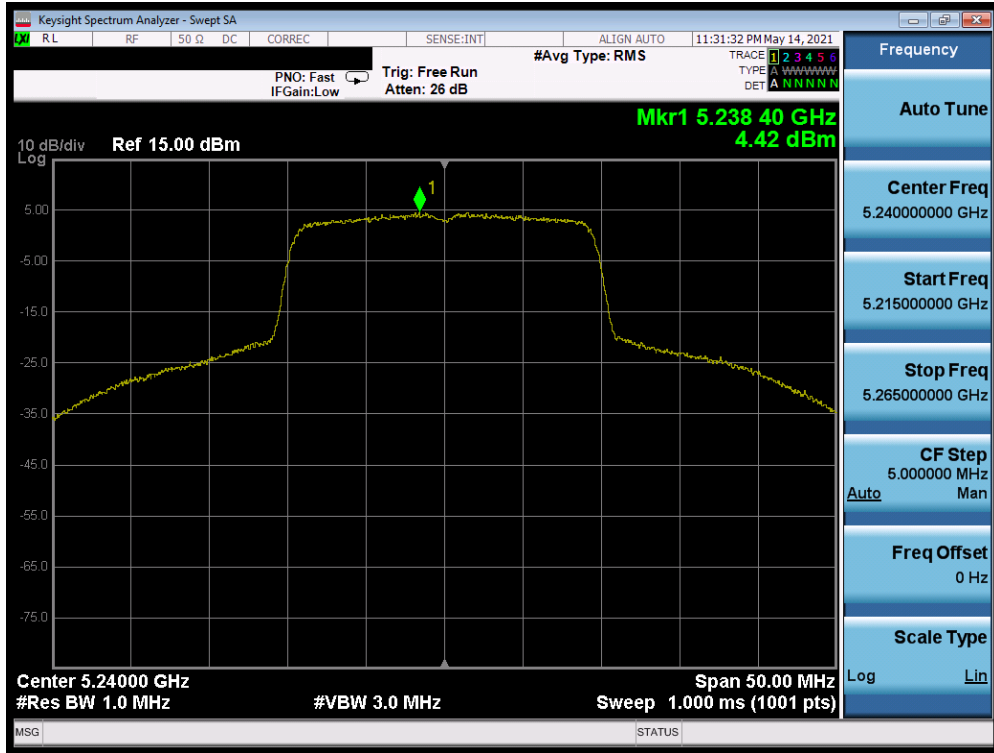 Keysight Spectrum Analyzer - Swept SA
LXI RL RF 50 Ω DC CORREC SENSE:INT ALIGN AUTO 11:31:32 PM May 14, 2021
#Avg Type: RMS
TRACE 1 2 3 4 5 6
TYPE A WWWWW
DET A N N N N N
PNO: Fast
IFGain:Low
Trig: Free Run
Atten: 26 dB
Mkr1 5.238 40 GHz
4.42 dBm
10 dB/div
Log
Ref 15.00 dBm
1
5.00
-5.00
-15.0
-25.0
-35.0
-45.0
-55.0
-65.0
-75.0
Center 5.24000 GHz
Span 50.00 MHz
#Res BW 1.0 MHz
#VBW 3.0 MHz
Sweep 1.000 ms (1001 pts)
MSG
STATUS
Frequency
Auto Tune
Center Freq
5.240000000 GHz
Start Freq
5.215000000 GHz
Stop Freq
5.265000000 GHz
CF Step
5.000000 MHz
Auto Man
Freq Offset
0 Hz
Scale Type
Log Lin